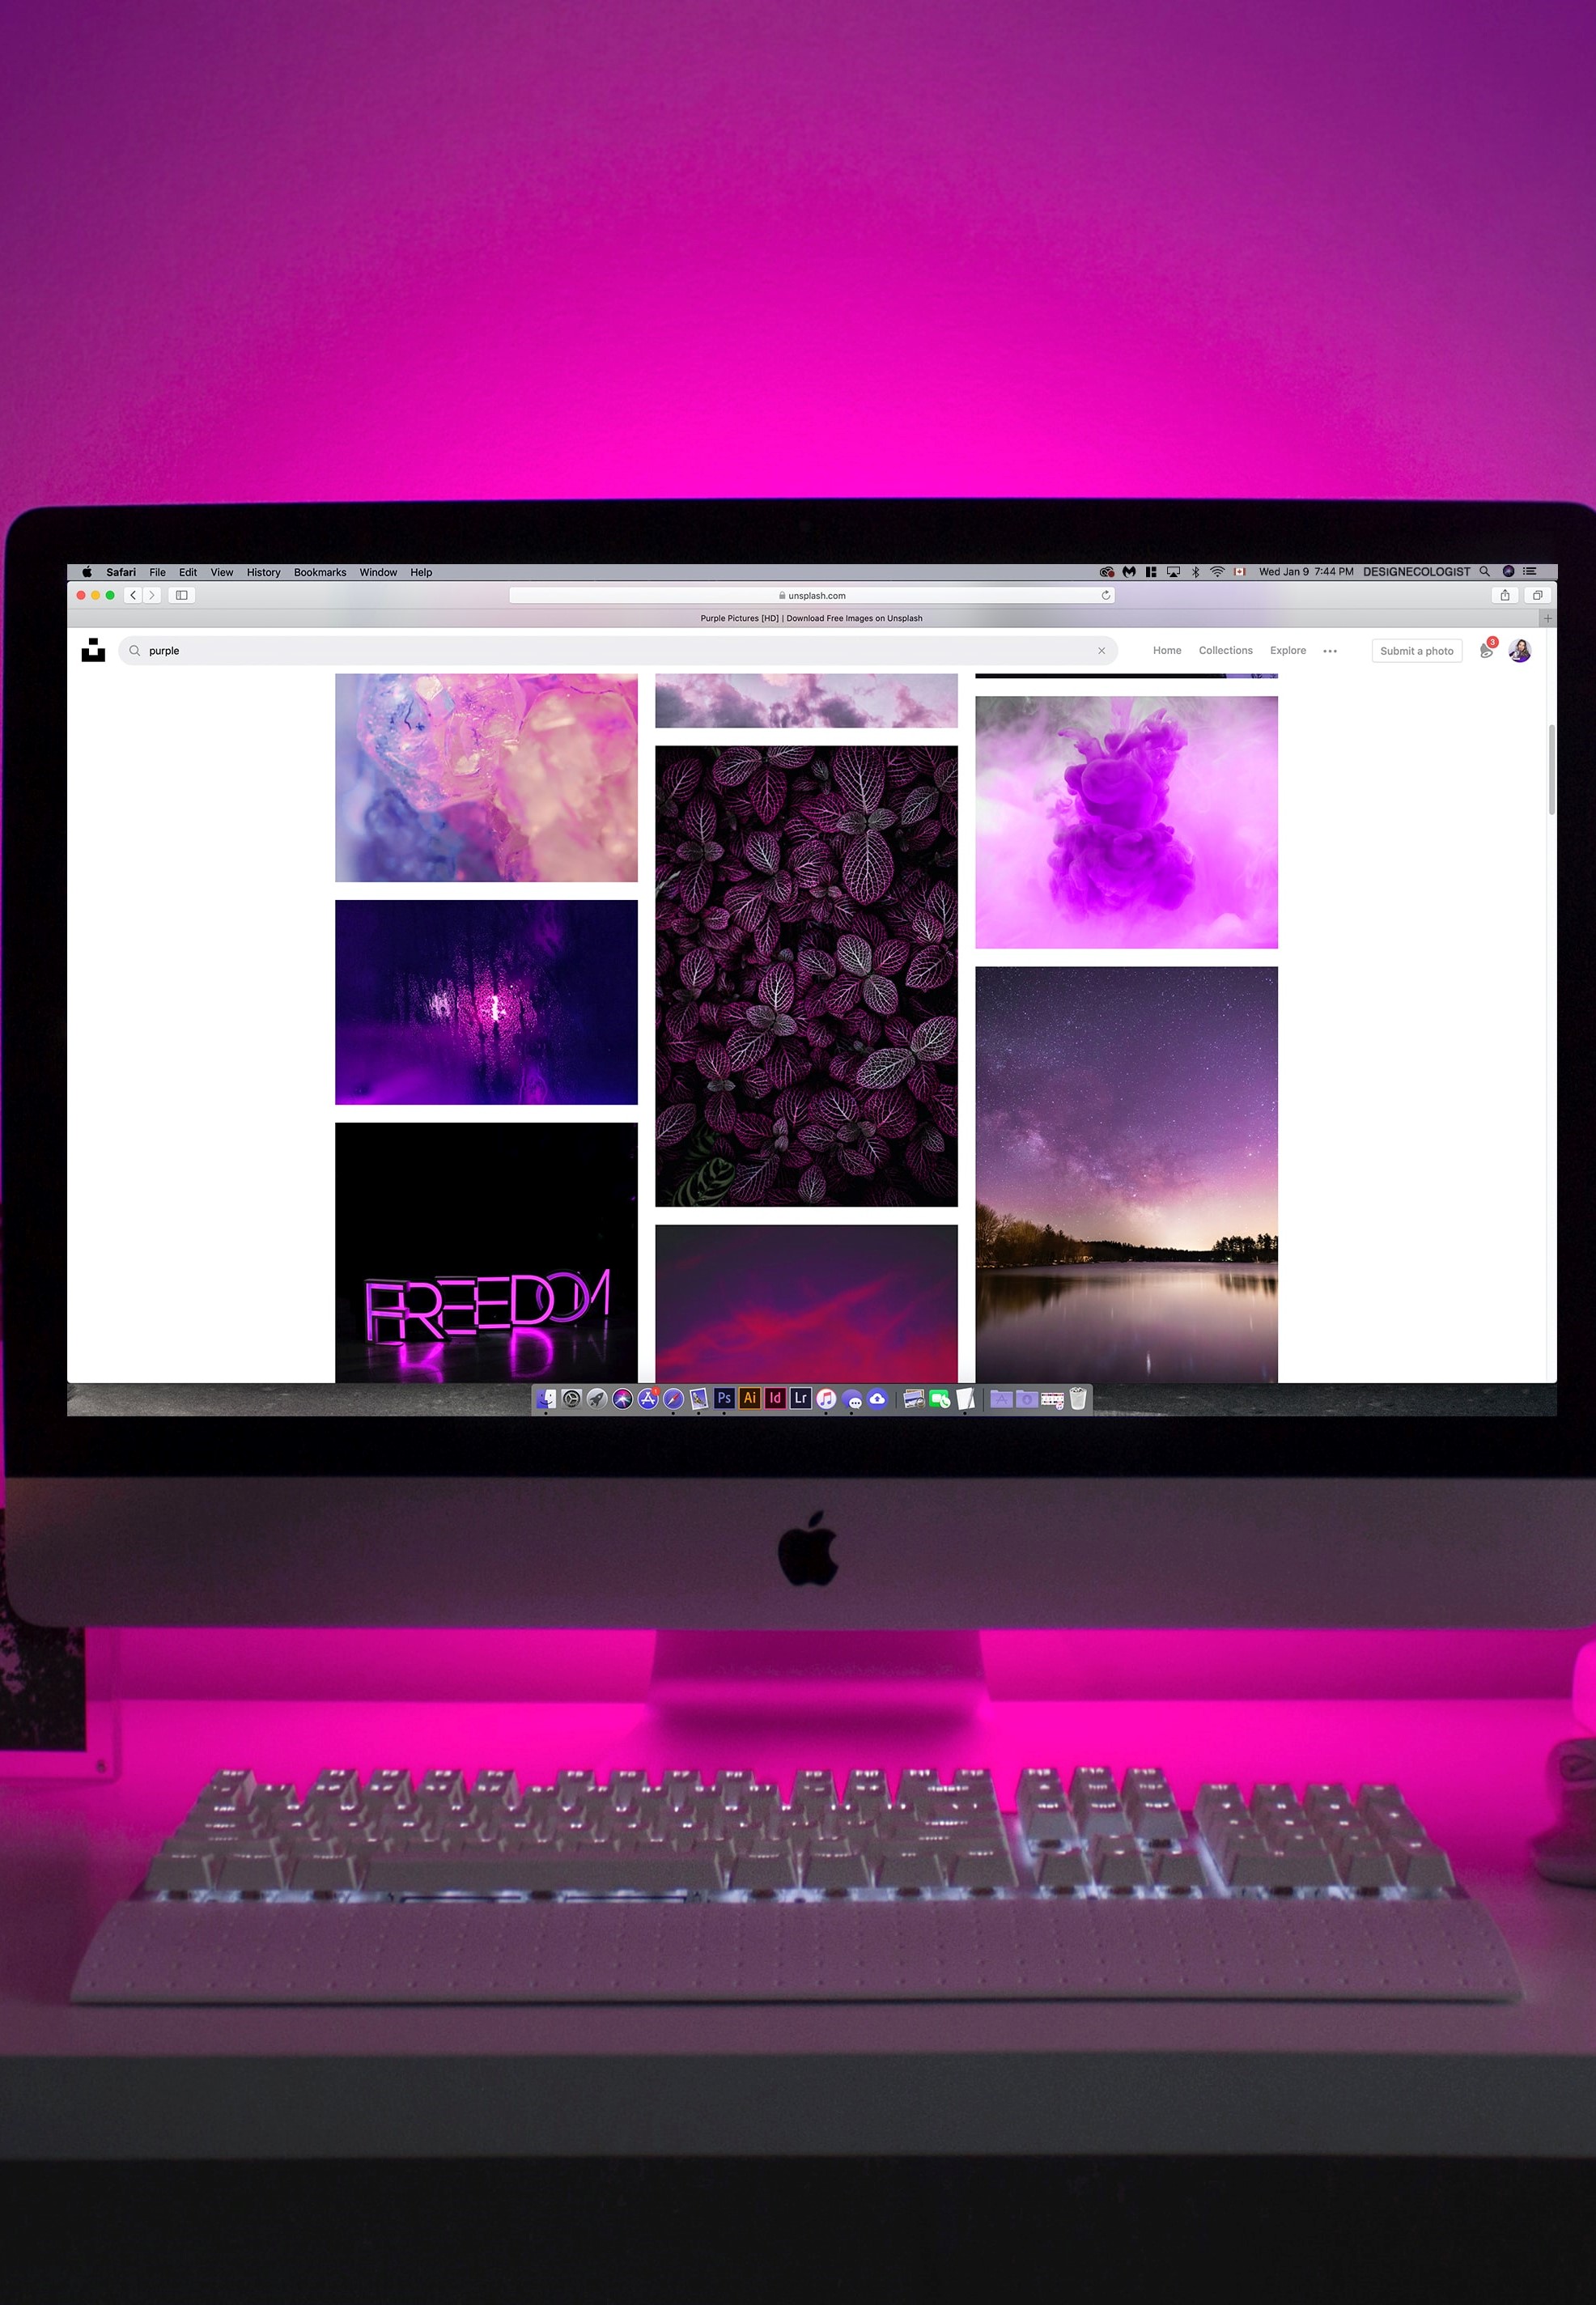 Safari File Edit View History Bookmarks Window Help
Wed Jan 9 7:44 PM DESIGNECOLOGIST
unsplash.com
Purple Pictures [HD] | Download Free Images on Unsplash
purple
Home Collections Explore
Submit a photo
3
FREEDOM
Ps Ai Id Lr